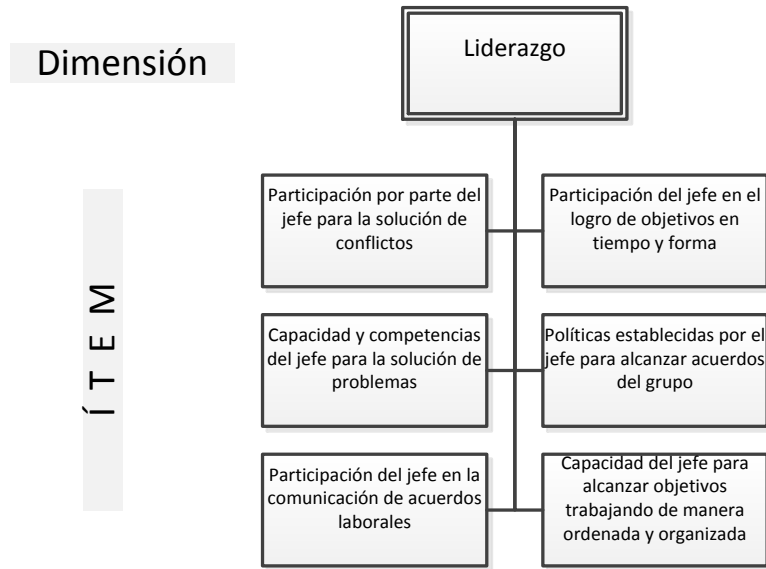 Dimensión
Liderazgo
ÍTEM
Participación por parte del
jefe para la solución de
conflictos
Participación del jefe en el
logro de objetivos en
tiempo y forma
Capacidad y competencias
del jefe para la solución de
problemas
Políticas establecidas por el
jefe para alcanzar acuerdos
del grupo
Participación del jefe en la
comunicación de acuerdos
laborales
Capacidad del jefe para
alcanzar objetivos
trabajando de manera
ordenada y organizada